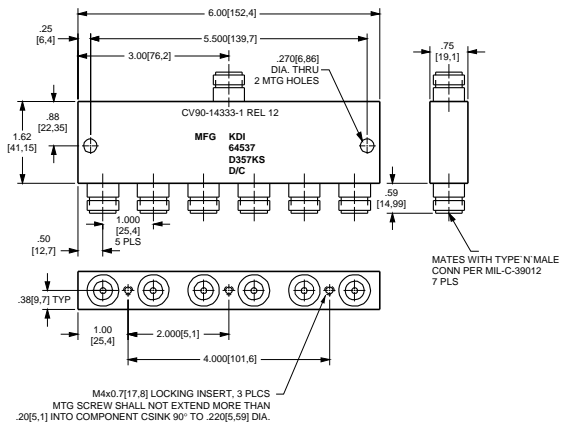 6.00[152,4]
.25
[6,4]
5.500[139,7]
.75
[19,1]
3.00[76,2]
.270[6,86]
DIA. THRU
2 MTG HOLES
CV90-14333-1 REL 12
.88
[22,35]
1.62
[41,15]
MFG KDI
64537
D357KS
D/C
.59
[14,99]
1.000
[25,4]
5 PLS
.50
[12,7]
MATES WITH TYPE`N`MALE
CONN PER MIL-C-39012
7 PLS
.38[9,7] TYP
1.00
[25,4]
2.000[5,1]
4.000[101,6]
M4x0.7[17,8] LOCKING INSERT, 3 PLCS
MTG SCREW SHALL NOT EXTEND MORE THAN
.20[5,1] INTO COMPONENT CSINK 90° TO .220[5,59] DIA.